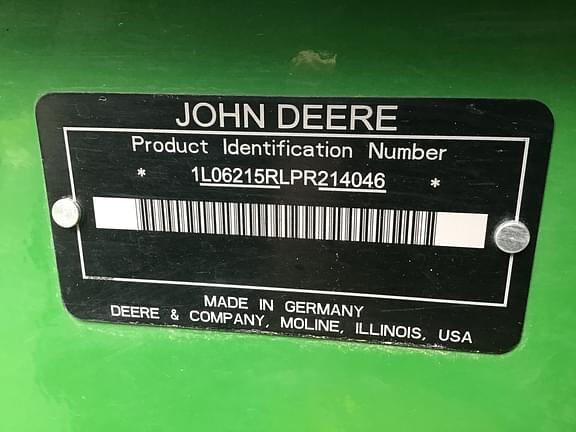 JOHN DEERE
Product Identification Number
* 1L06215RLPR214046 *
MADE IN GERMANY
DEERE & COMPANY, MOLINE, ILLINOIS, USA